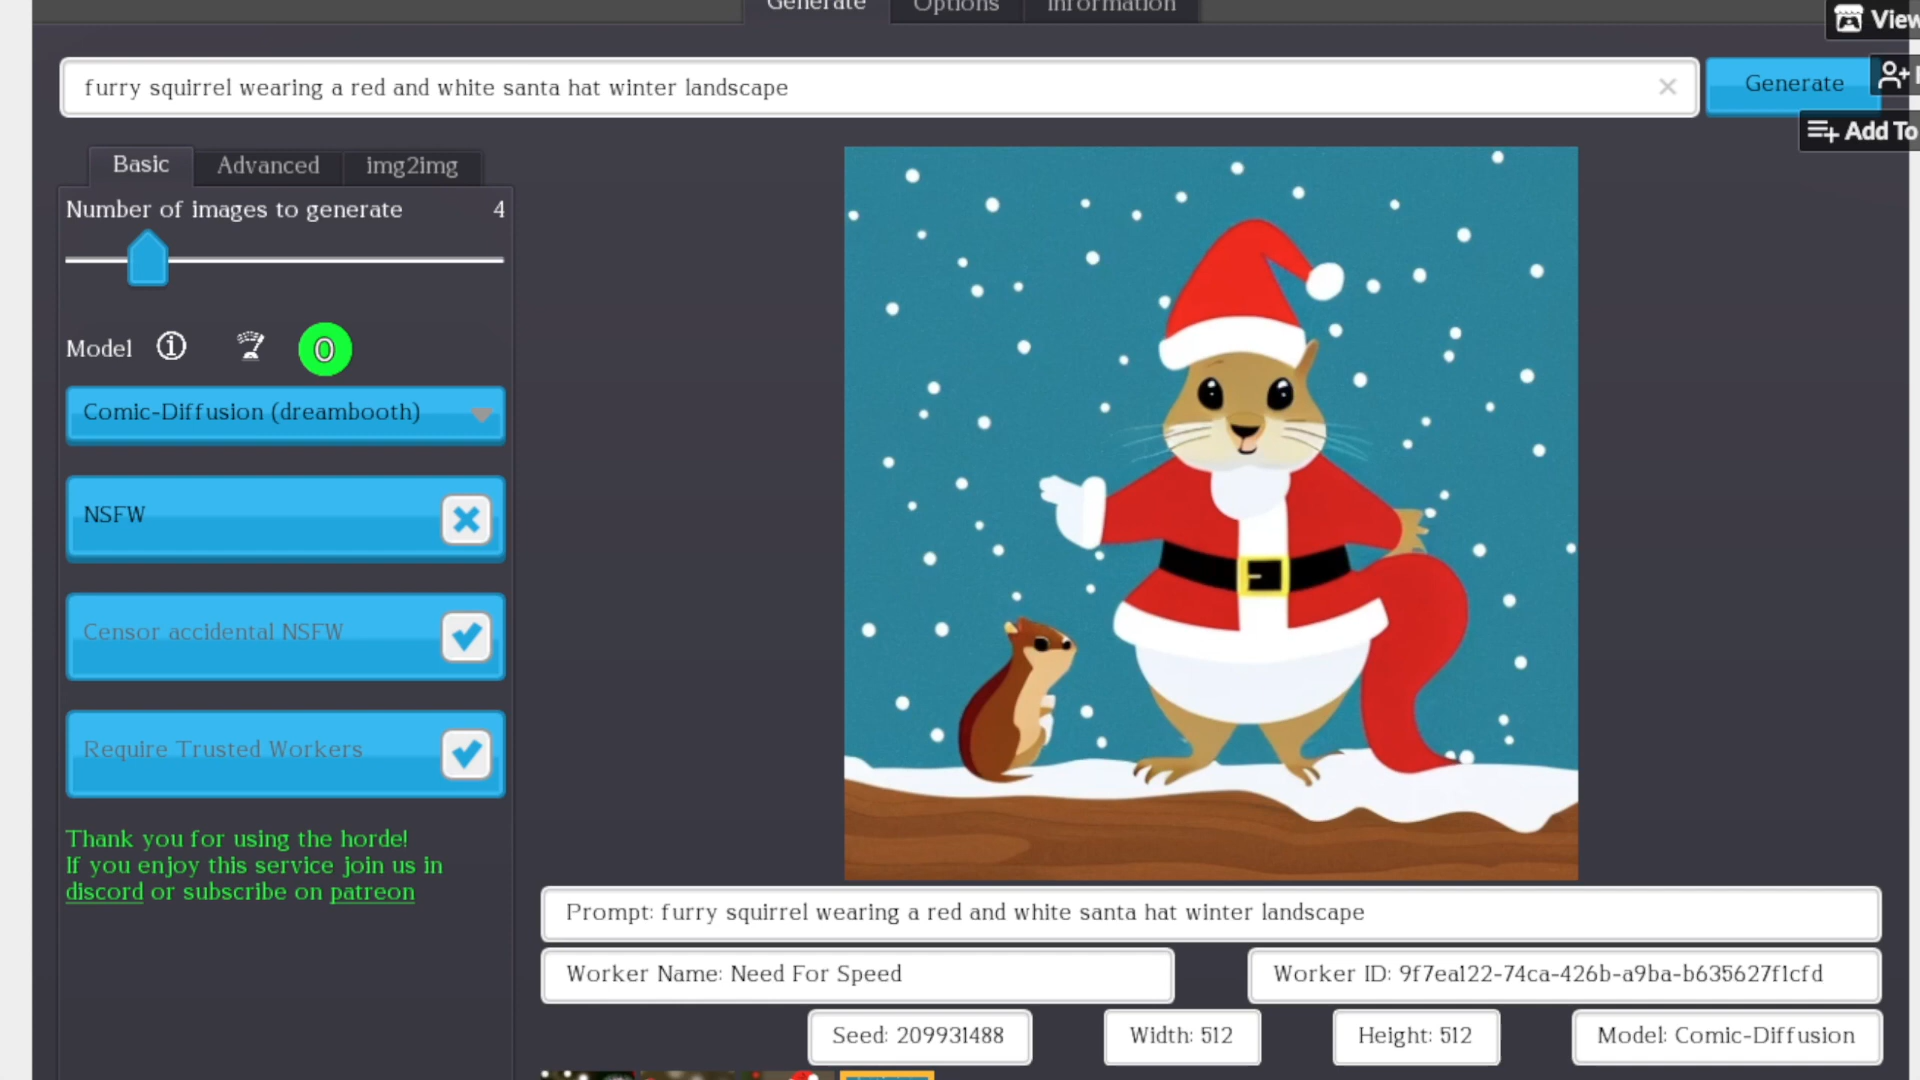 Generate Options Information
View
furry squirrel wearing a red and white santa hat winter landscape
Generate
Add To
Basic Advanced img2img
Number of images to generate 4
Model 0
Comic-Diffusion (dreambooth)
NSFW
Censor accidental NSFW
Require Trusted Workers
Thank you for using the horde!
If you enjoy this service join us in
discord or subscribe on patreon
Prompt: furry squirrel wearing a red and white santa hat winter landscape
Worker Name: Need For Speed Worker ID: 9f7ea122-74ca-426b-a9ba-b635627f1cfd
Seed: 209931488 Width: 512 Height: 512 Model: Comic-Diffusion